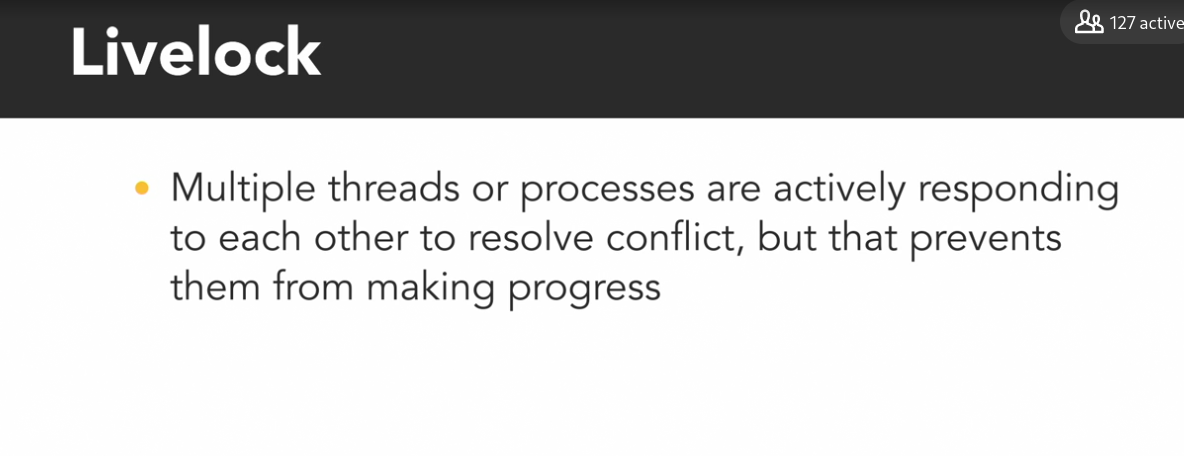 Livelock
127 active
Multiple threads or processes are actively responding
to each other to resolve conflict, but that prevents
them from making progress